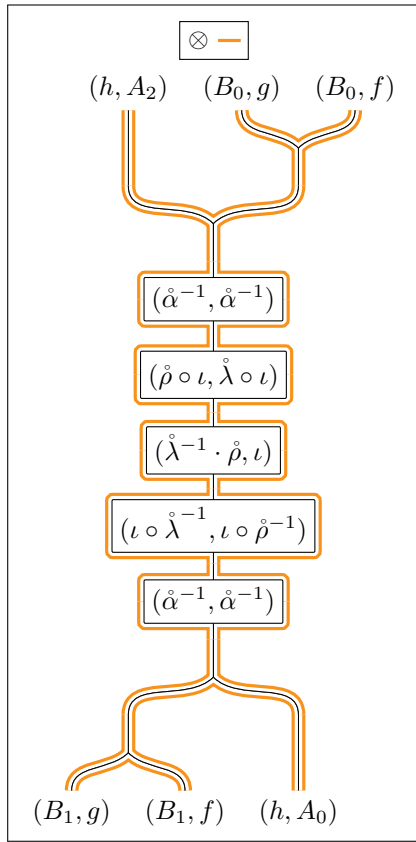 ⊗
(h, A₂) (B₀, g) (B₀, f)
(α̊⁻¹, α̊⁻¹)
(ρ̊ ∘ ι, λ̊ ∘ ι)
(λ̊⁻¹ · ρ̊, ι)
(ι ∘ λ̊⁻¹, ι ∘ ρ̊⁻¹)
(α̊⁻¹, α̊⁻¹)
(B₁, g) (B₁, f) (h, A₀)